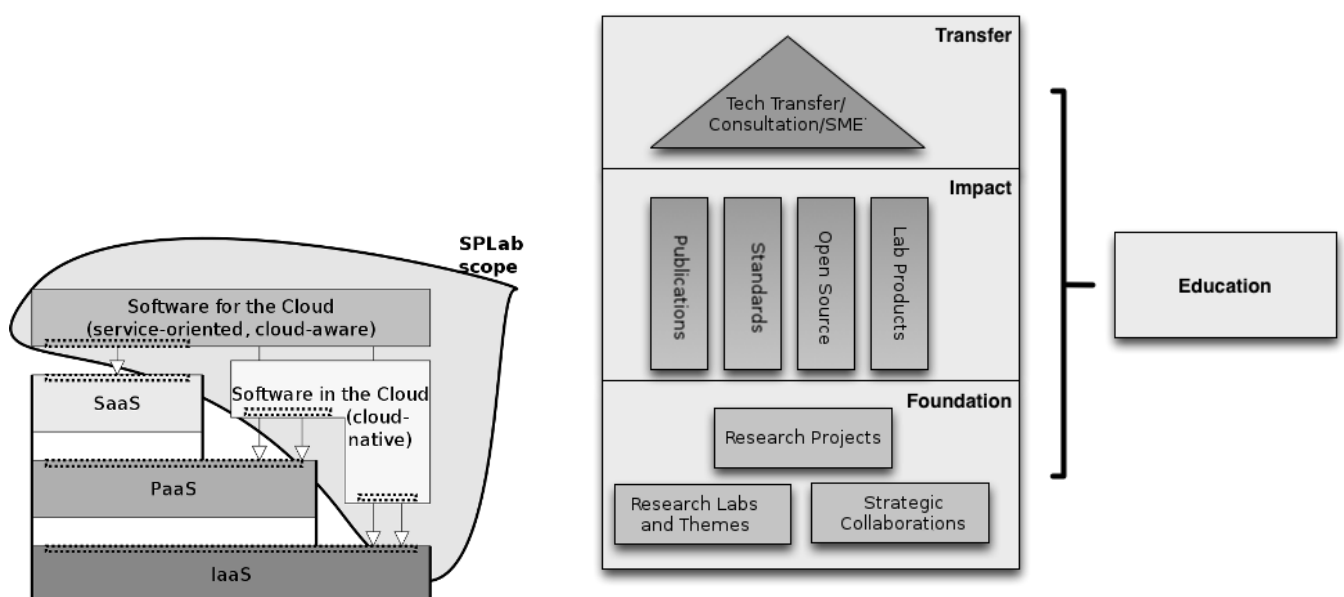 SPLab
scope
Software for the Cloud
(service-oriented, cloud-aware)
Software in the Cloud
(cloud-
native)
SaaS
PaaS
IaaS
Transfer
Tech Transfer/
Consultation/SME
Impact
Publications
Standards
Open Source
Lab Products
Foundation
Research Projects
Research Labs
and Themes
Strategic
Collaborations
Education